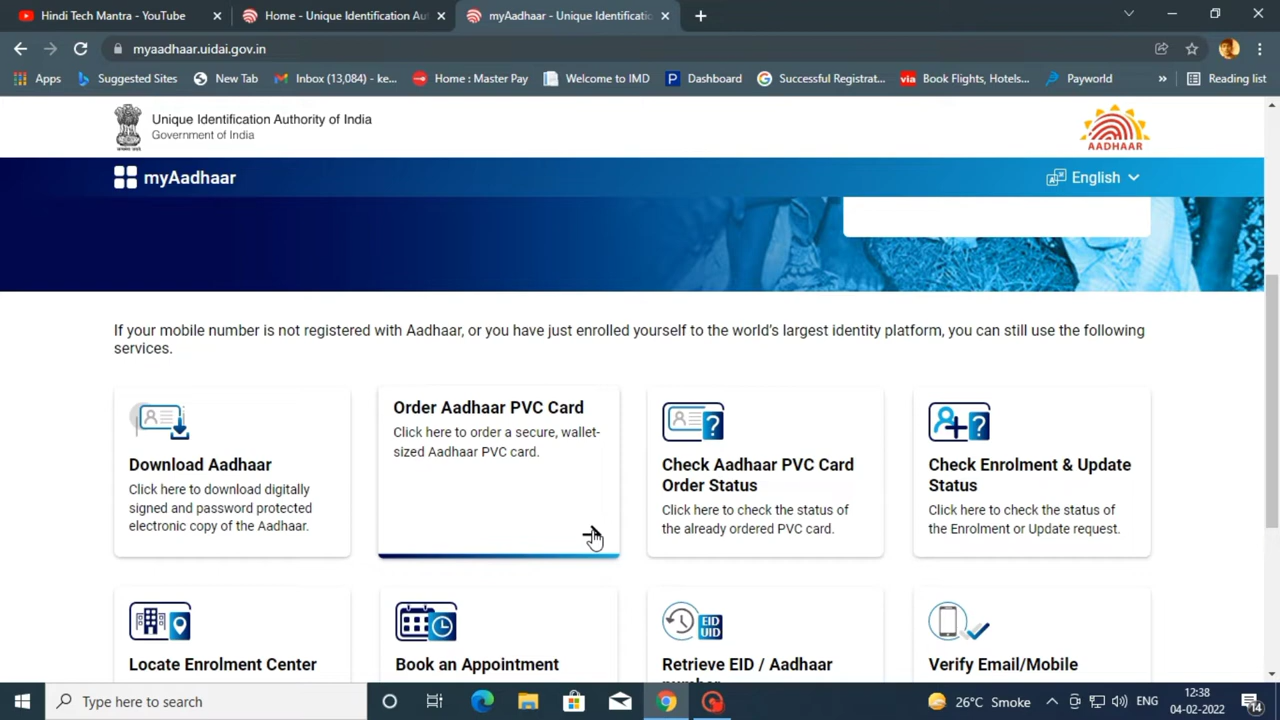 Hindi Tech Mantra - YouTube
Home - Unique Identification Au
myAadhaar - Unique Identificatic
myaadhaar.uidai.gov.in
Apps
Suggested Sites
New Tab
Inbox (13,084) - ke...
Home : Master Pay
Welcome to IMD
Dashboard
Successful Registrat...
via
Book Flights, Hotels...
Payworld
»
Reading list
Unique Identification Authority of India
Government of India
AADHAAR
myAadhaar
English
If your mobile number is not registered with Aadhaar, or you have just enrolled yourself to the world's largest identity platform, you can still use the following
services.
Download Aadhaar
Click here to download digitally
signed and password protected
electronic copy of the Aadhaar.
Order Aadhaar PVC Card
Click here to order a secure, wallet-
sized Aadhaar PVC card.
Check Aadhaar PVC Card
Order Status
Click here to check the status of
the already ordered PVC card.
Check Enrolment & Update
Status
Click here to check the status of
the Enrolment or Update request.
Locate Enrolment Center
Book an Appointment
EID
UID
Retrieve EID / Aadhaar
number
Verify Email/Mobile
Type here to search
26°C Smoke
ENG
12:38
04-02-2022
14